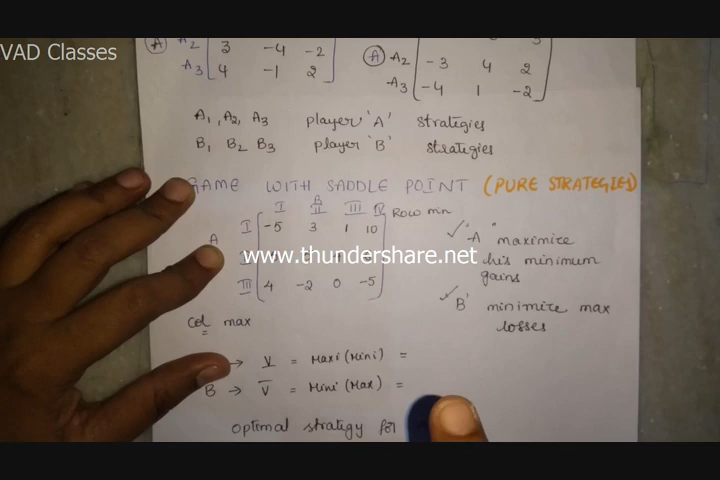 VAD Classes
A A2 3 -4 -2
A3 4 -1 2
A A2 -3 4 2
A3 -4 1 -2
A1, A2, A3 player 'A' strategies
B1 B2 B3 player 'B' strategies
GAME WITH SADDLE POINT (PURE STRATEGIES)
B
I II III IV Row min
A
I -5 3 1 10
www.thundershare.net
III 4 -2 0 -5
"A" maximize
his minimum
gains
B' minimize max
losses
Col max
→ V = Maxi (Mini) =
B → V = Mini (Max) =
optimal strategy for